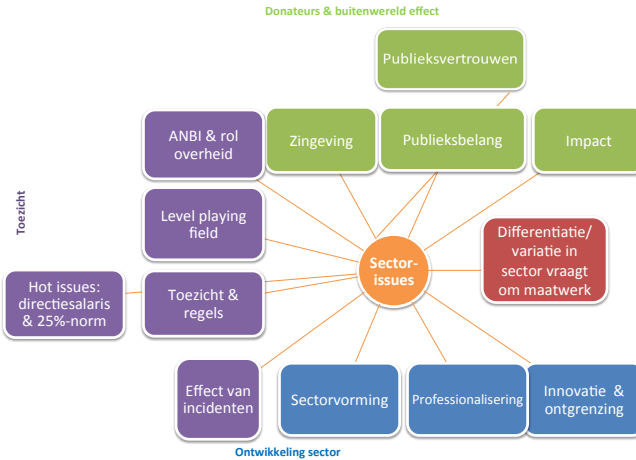 Donateurs & buitenwereld effect
Publieksvertrouwen
ANBI & rol
overheid
Zingeving
Publieksbelang
Impact
Toezicht
Level playing
field
Differentiatie/
variatie in
sector vraagt
om maatwerk
Sector-
issues
Hot issues:
directiesalaris
& 25%-norm
Toezicht &
regels
Effect van
incidenten
Sectorvorming
Professionalisering
Innovatie &
ontgrenzing
Ontwikkeling sector